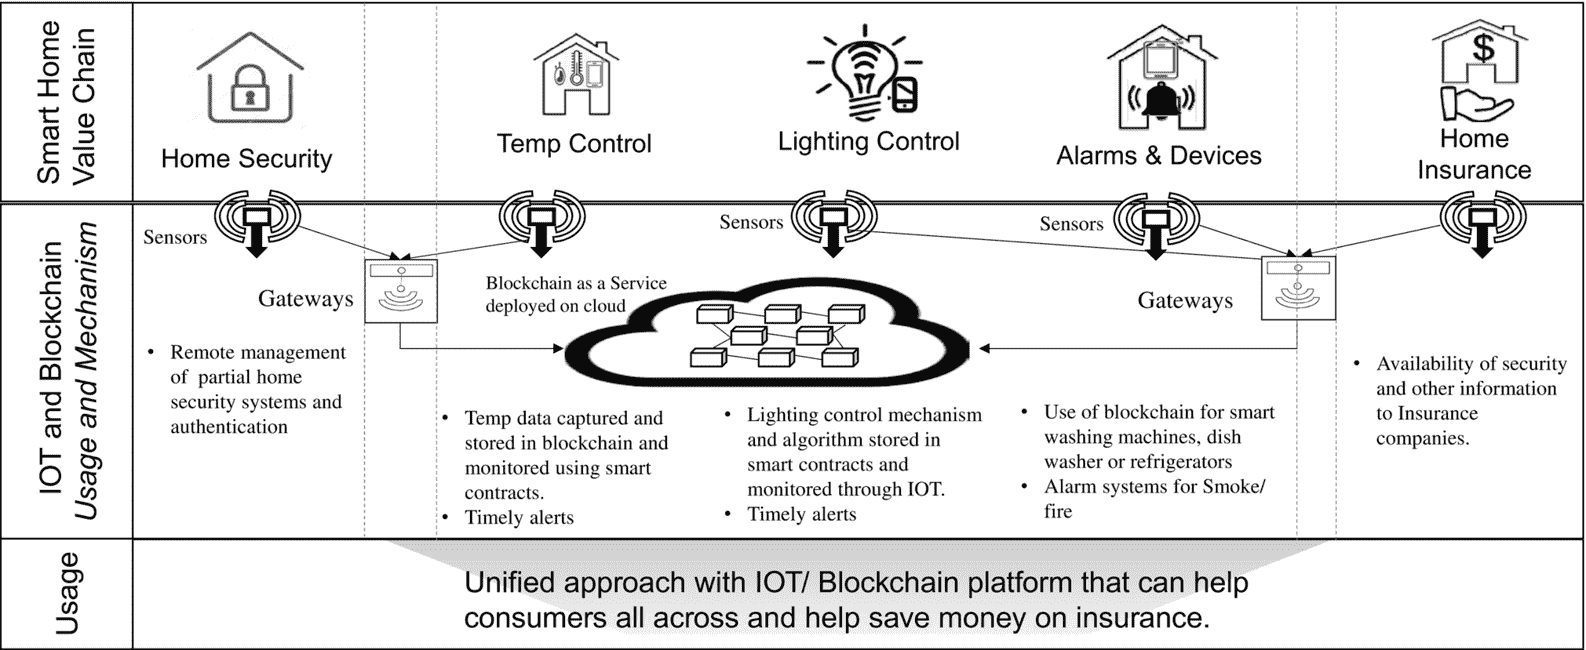 Smart Home
Value Chain
Home Security
Temp Control
Lighting Control
Alarms & Devices
$
Home
Insurance
IOT and Blockchain
Usage and Mechanism
Sensors
Sensors
Sensors
Gateways
Blockchain as a Service
deployed on cloud
Gateways
• Remote management
of partial home
security systems and
authentication
• Temp data captured and
stored in blockchain and
monitored using smart
contracts.
• Timely alerts
• Lighting control mechanism
and algorithm stored in
smart contracts and
monitored through IOT.
• Timely alerts
• Use of blockchain for smart
washing machines, dish
washer or refrigerators
• Alarm systems for Smoke/
fire
• Availability of security
and other information
to Insurance
companies.
Usage
Unified approach with IOT/ Blockchain platform that can help
consumers all across and help save money on insurance.